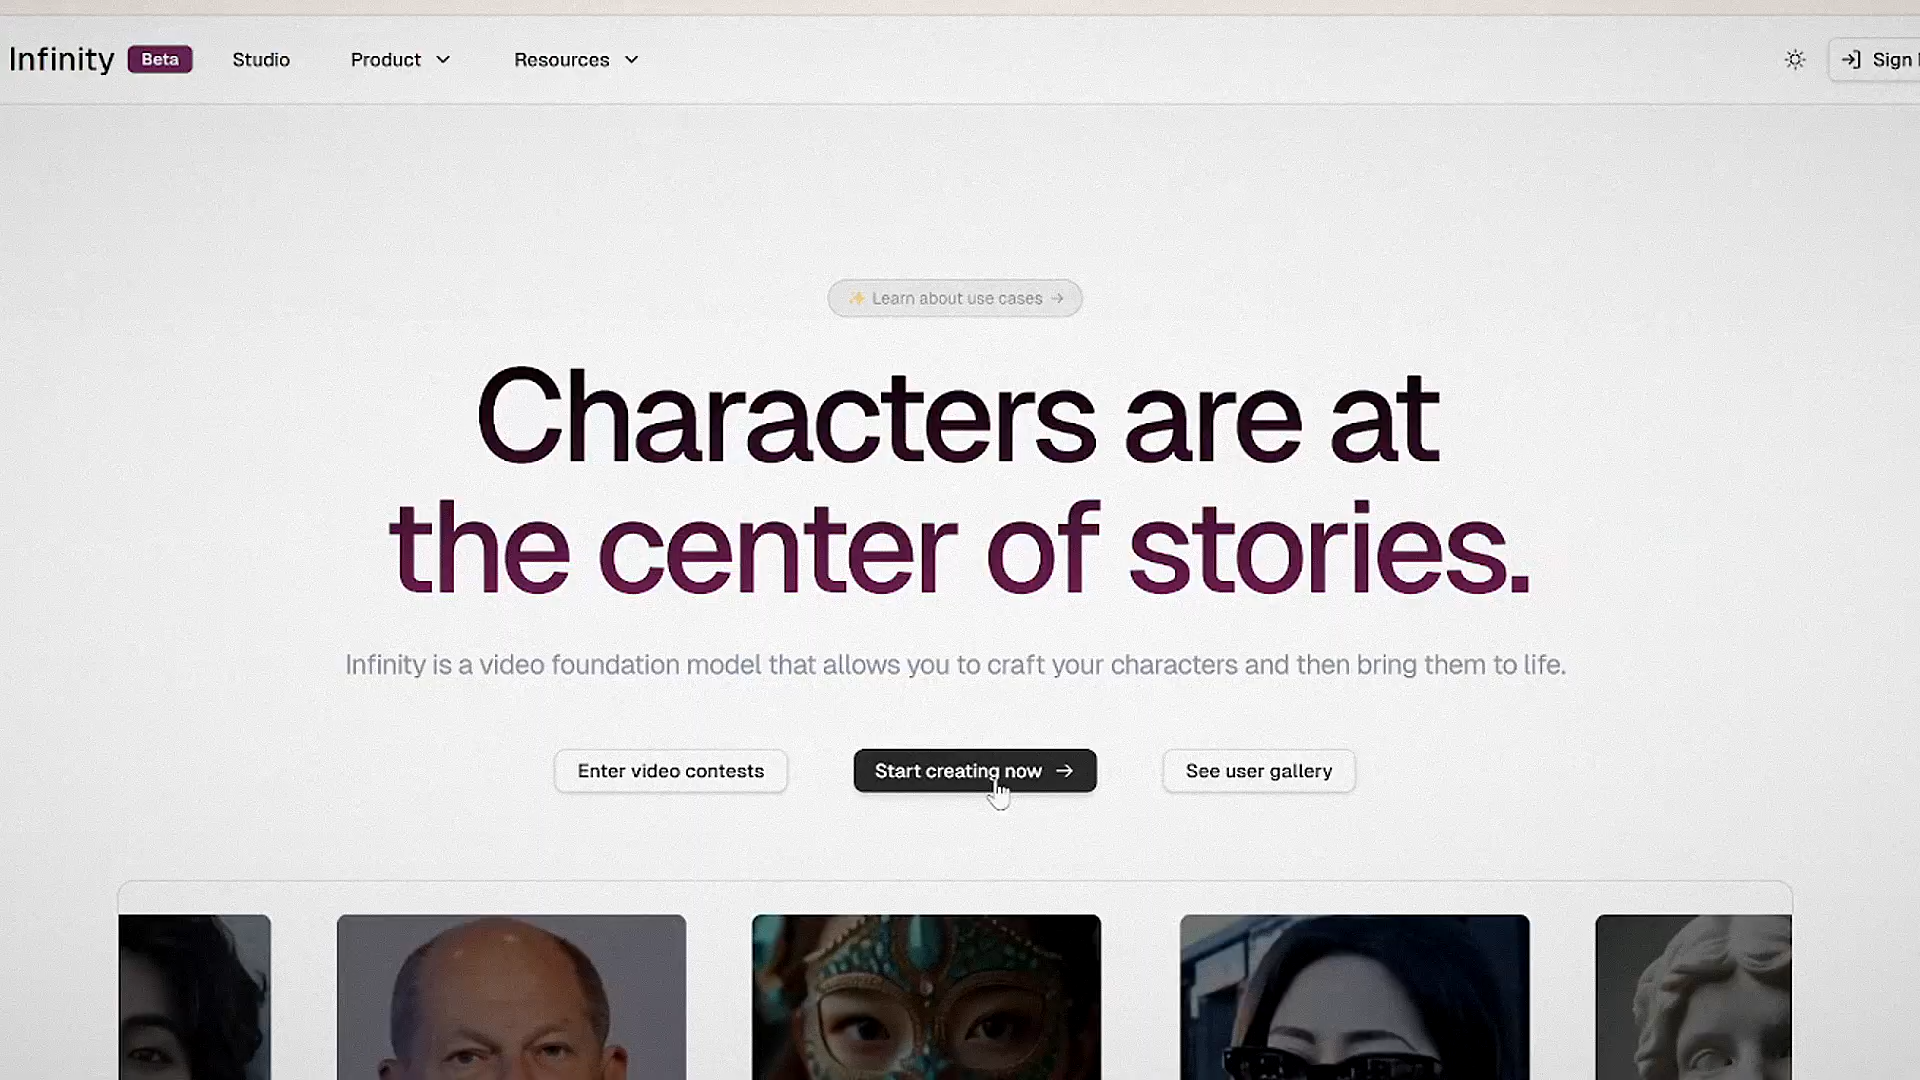 Infinity Beta Studio Product Resources Sign
✨ Learn about use cases →
Characters are at
the center of stories.
Infinity is a video foundation model that allows you to craft your characters and then bring them to life.
Enter video contests Start creating now → See user gallery